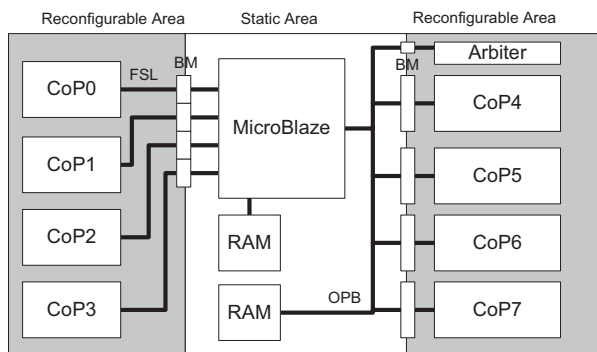 Reconfigurable Area
Static Area
Reconfigurable Area
CoP0
FSL
BM
MicroBlaze
BM
Arbiter
CoP4
CoP1
CoP5
CoP2
RAM
CoP6
CoP3
RAM
OPB
CoP7